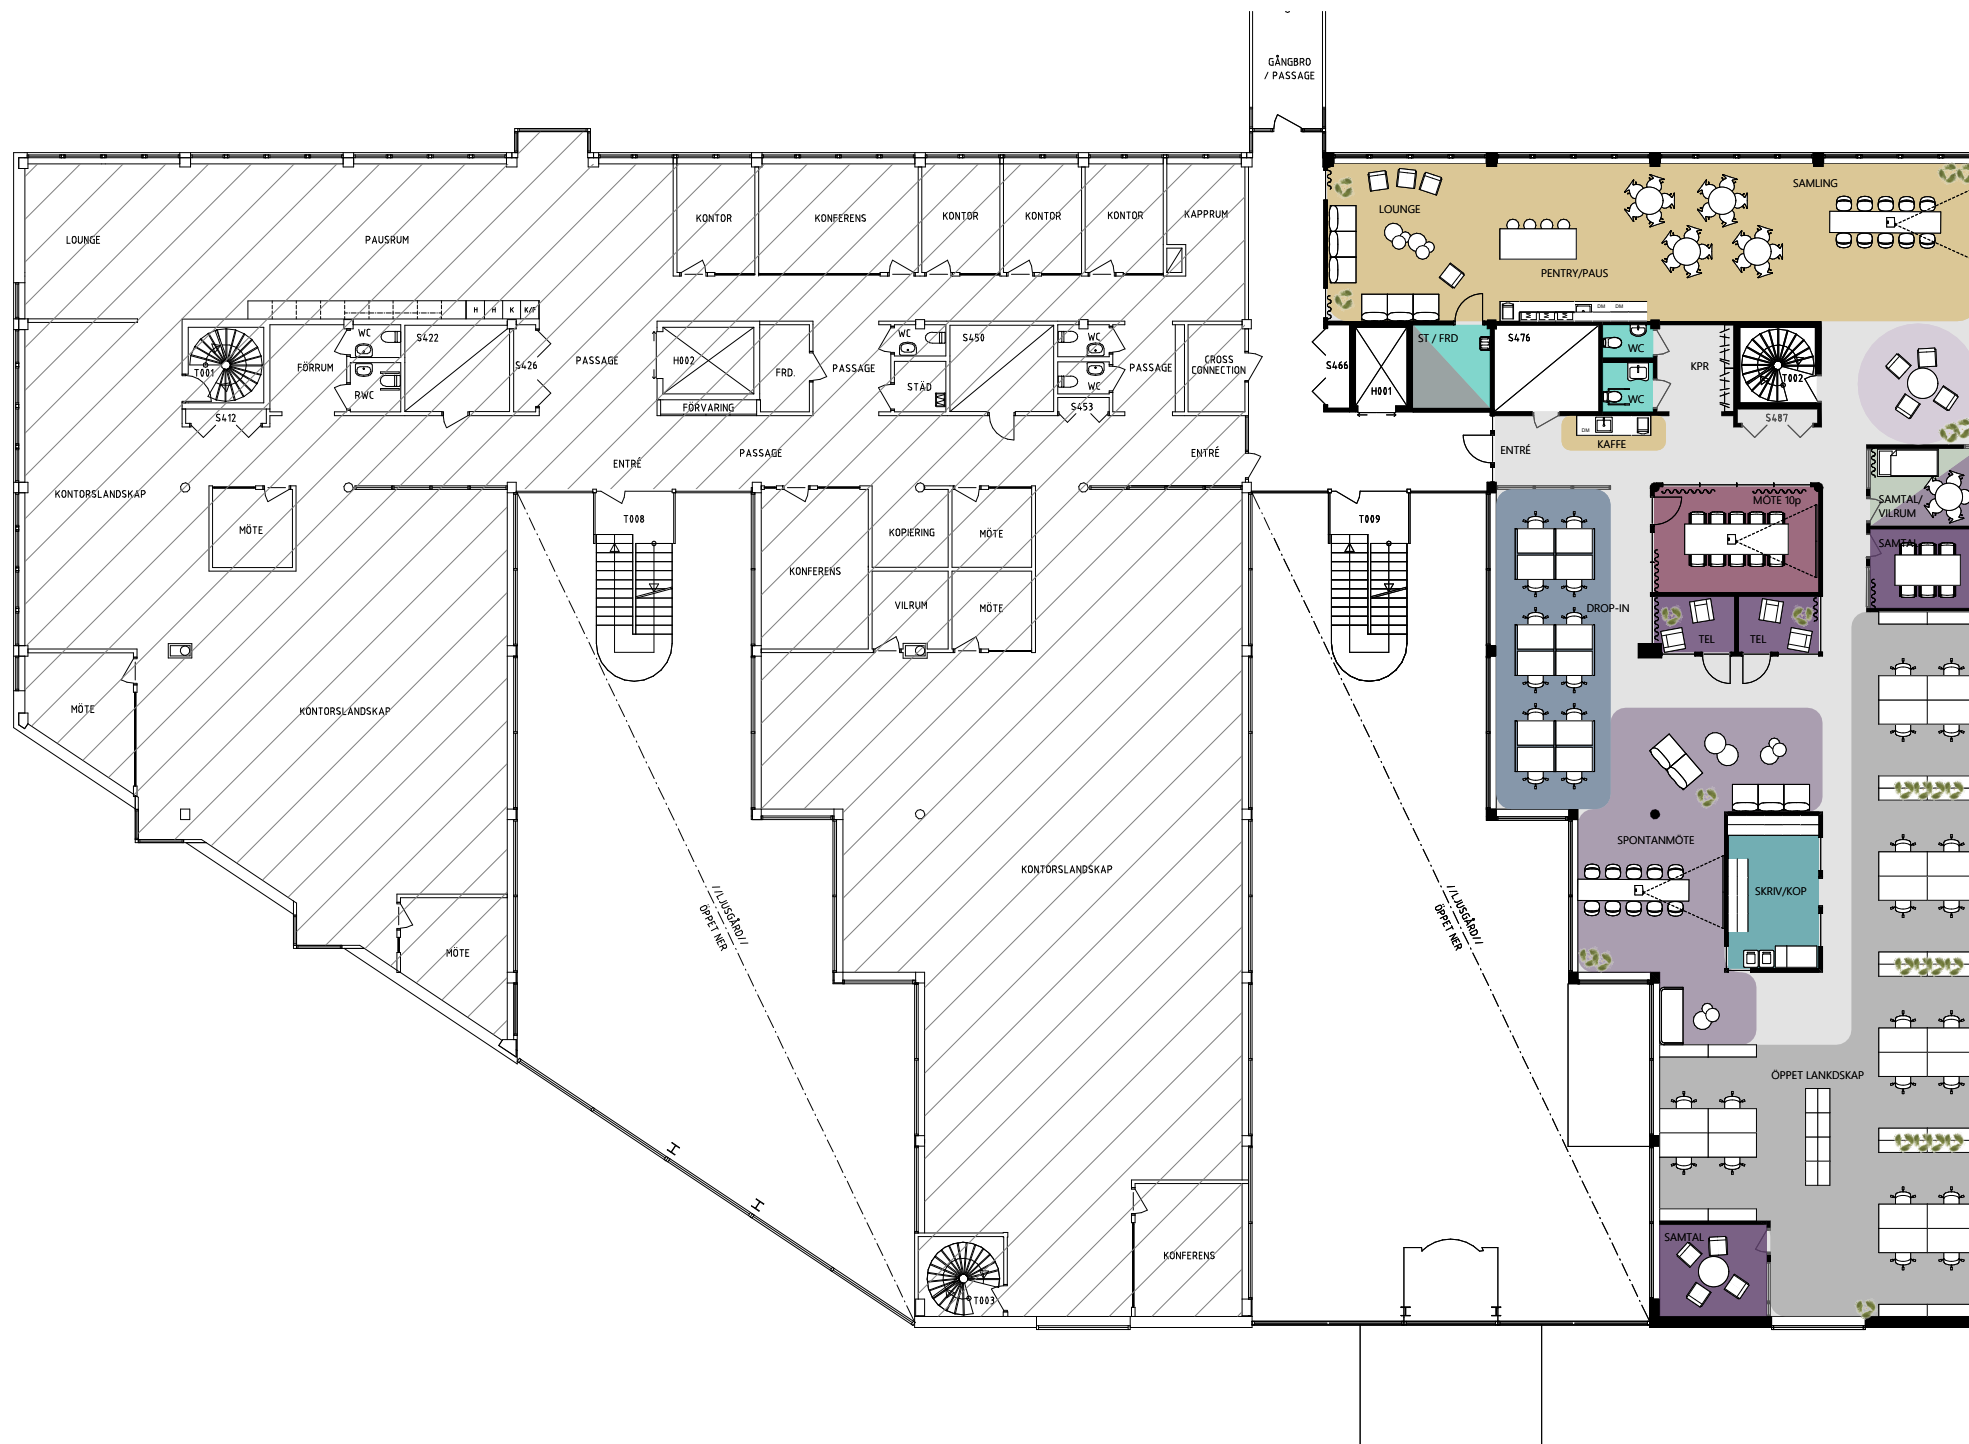 GÅNGBRO
/ PASSAGE
LOUNGE
PAUSRUM
KONTOR
KONFERENS
KONTOR
KONTOR
KONTOR
KAPPRUM
LOUNGE
SAMLING
PENTRY/PAUS
H
H
K
K/F
DM
DM
DM
T001
FÖRRUM
WC
RWC
S422
S426
S412
PASSAGE
H002
FRD.
FÖRVARING
PASSAGE
WC
STÄD
S450
WC
WC
S453
PASSAGE
CROSS
CONNECTION
S466
H001
ST / FRD
S476
WC
WC
KPR
T002
S487
KAFFE
ENTRÉ
PASSAGE
ENTRÉ
ENTRÉ
KONTORSLANDSKAP
MÖTE
T008
KONFERENS
KOPIERING
MÖTE
VILRUM
MÖTE
T009
MÖTE 10p
SAMTAL/
VILRUM
SAMTAL
DROP-IN
TEL
TEL
MÖTE
KONTORSLANDSKAP
SPONTANMÖTE
KONTORSLANDSKAP
SKRIV/KOP
//LJUSGÅRD//
ÖPPET NER
//LJUSGÅRD//
ÖPPET NER
MÖTE
ÖPPET LANKDSKAP
T003
KONFERENS
SAMTAL